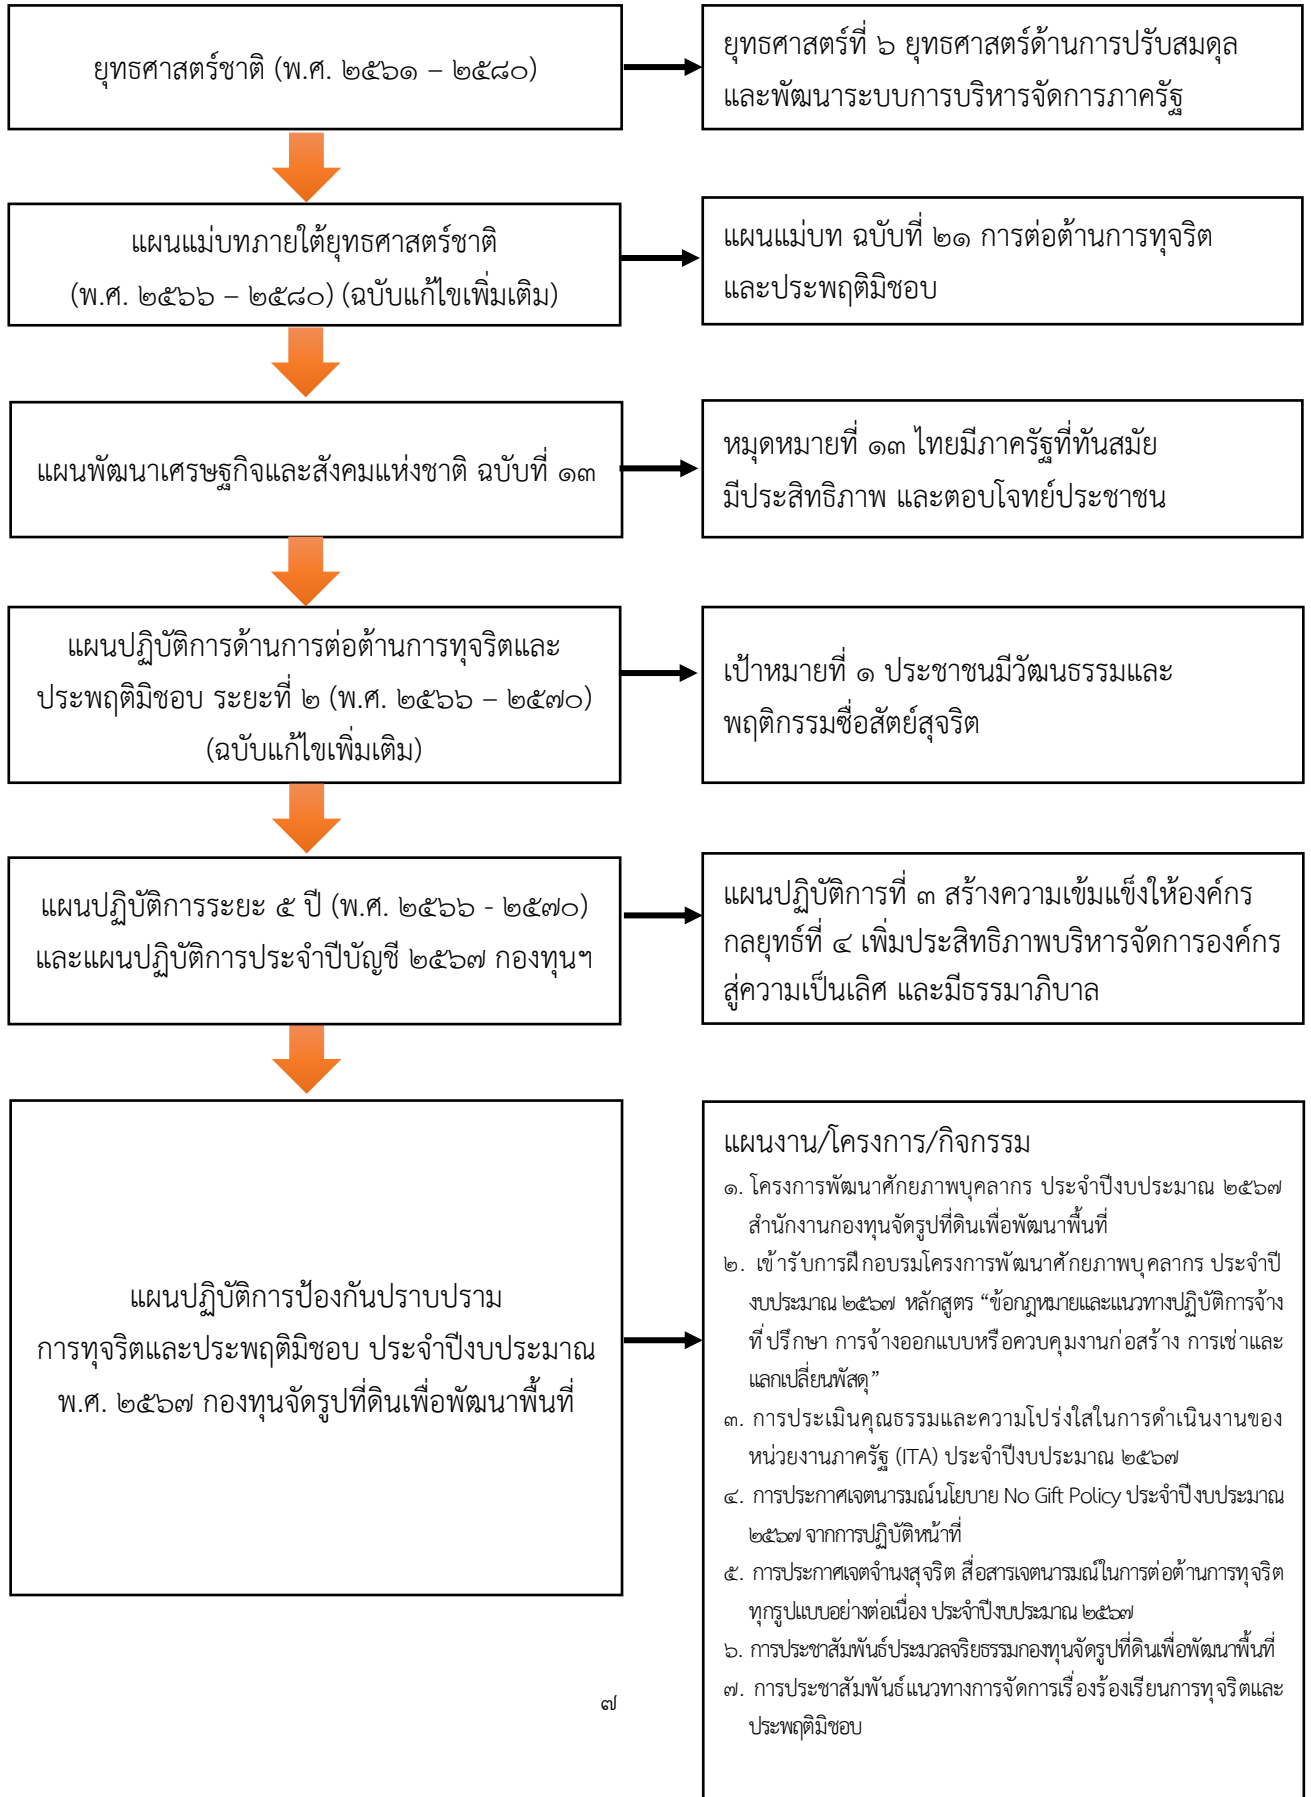 ยุทธศาสตร์ชาติ (พ.ศ. ๒๕๖๑ – ๒๕๘๐)
ยุทธศาสตร์ที่ ๖ ยุทธศาสตร์ด้านการปรับสมดุล
และพัฒนาระบบการบริหารจัดการภาครัฐ
แผนแม่บทภายใต้ยุทธศาสตร์ชาติ
(พ.ศ. ๒๕๖๖ – ๒๕๘๐) (ฉบับแก้ไขเพิ่มเติม)
แผนแม่บท ฉบับที่ ๒๑ การต่อต้านการทุจริต
และประพฤติมิชอบ
แผนพัฒนาเศรษฐกิจและสังคมแห่งชาติ ฉบับที่ ๑๓
หมุดหมายที่ ๑๓ ไทยมีภาครัฐที่ทันสมัย
มีประสิทธิภาพ และตอบโจทย์ประชาชน
แผนปฏิบัติการด้านการต่อต้านการทุจริตและ
ประพฤติมิชอบ ระยะที่ ๒ (พ.ศ. ๒๕๖๖ – ๒๕๗๐)
(ฉบับแก้ไขเพิ่มเติม)
เป้าหมายที่ ๑ ประชาชนมีวัฒนธรรมและ
พฤติกรรมซื่อสัตย์สุจริต
แผนปฏิบัติการระยะ ๕ ปี (พ.ศ. ๒๕๖๖ - ๒๕๗๐)
และแผนปฏิบัติการประจำปีบัญชี ๒๕๖๗ กองทุนฯ
แผนปฏิบัติการที่ ๓ สร้างความเข้มแข็งให้องค์กร
กลยุทธ์ที่ ๔ เพิ่มประสิทธิภาพบริหารจัดการองค์กร
สู่ความเป็นเลิศ และมีธรรมาภิบาล
แผนปฏิบัติการป้องกันปราบปราม
การทุจริตและประพฤติมิชอบ ประจำปีงบประมาณ
พ.ศ. ๒๕๖๗ กองทุนจัดรูปที่ดินเพื่อพัฒนาพื้นที่
แผนงาน/โครงการ/กิจกรรม
๑. โครงการพัฒนาศักยภาพบุคลากร ประจำปีงบประมาณ ๒๕๖๗
สำนักงานกองทุนจัดรูปที่ดินเพื่อพัฒนาพื้นที่
๒. เข้ารับการฝึกอบรมโครงการพัฒนาศักยภาพบุคลากร ประจำปี
งบประมาณ ๒๕๖๗ หลักสูตร “ข้อกฎหมายและแนวทางปฏิบัติการจ้าง
ที่ปรึกษา การจ้างออกแบบหรือควบคุมงานก่อสร้าง การเช่าและ
แลกเปลี่ยนพัสดุ”
๓. การประเมินคุณธรรมและความโปร่งใสในการดำเนินงานของ
หน่วยงานภาครัฐ (ITA) ประจำปีงบประมาณ ๒๕๖๗
๔. การประกาศเจตนารมณ์นโยบาย No Gift Policy ประจำปีงบประมาณ
๒๕๖๗ จากการปฏิบัติหน้าที่
๕. การประกาศเจตจำนงสุจริต สื่อสารเจตนารมณ์ในการต่อต้านการทุจริต
ทุกรูปแบบอย่างต่อเนื่อง ประจำปีงบประมาณ ๒๕๖๗
๖. การประชาสัมพันธ์ประมวลจริยธรรมกองทุนจัดรูปที่ดินเพื่อพัฒนาพื้นที่
๗. การประชาสัมพันธ์แนวทางการจัดการเรื่องร้องเรียนการทุจริตและ
ประพฤติมิชอบ
๗